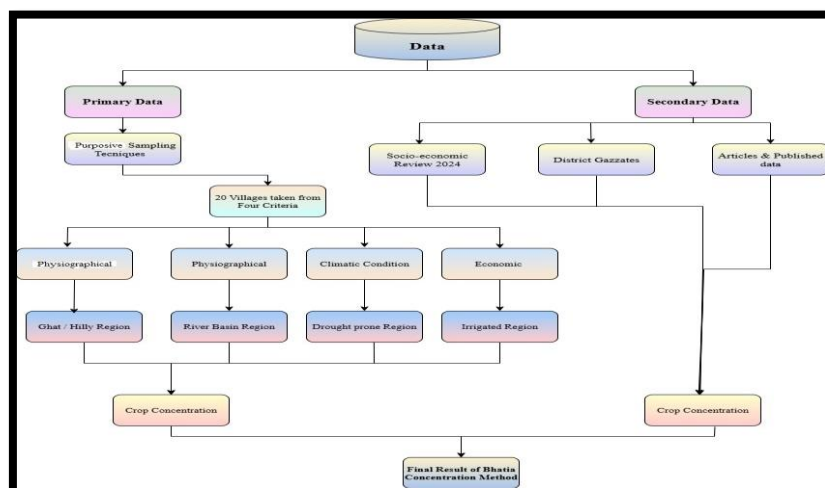 Data
Primary Data
Secondary Data
Purposive Sampling
Tecniques
Socio-economic
Review 2024
District Gazzates
Articles & Published
data
20 Villages taken from
Four Criteria
Physiographical
Physiographical
Climatic Condition
Economic
Ghat / Hilly Region
River Basin Region
Drought prone Region
Irrigated Region
Crop Concentration
Crop Concentration
Final Result of Bhatia
Concentration Method